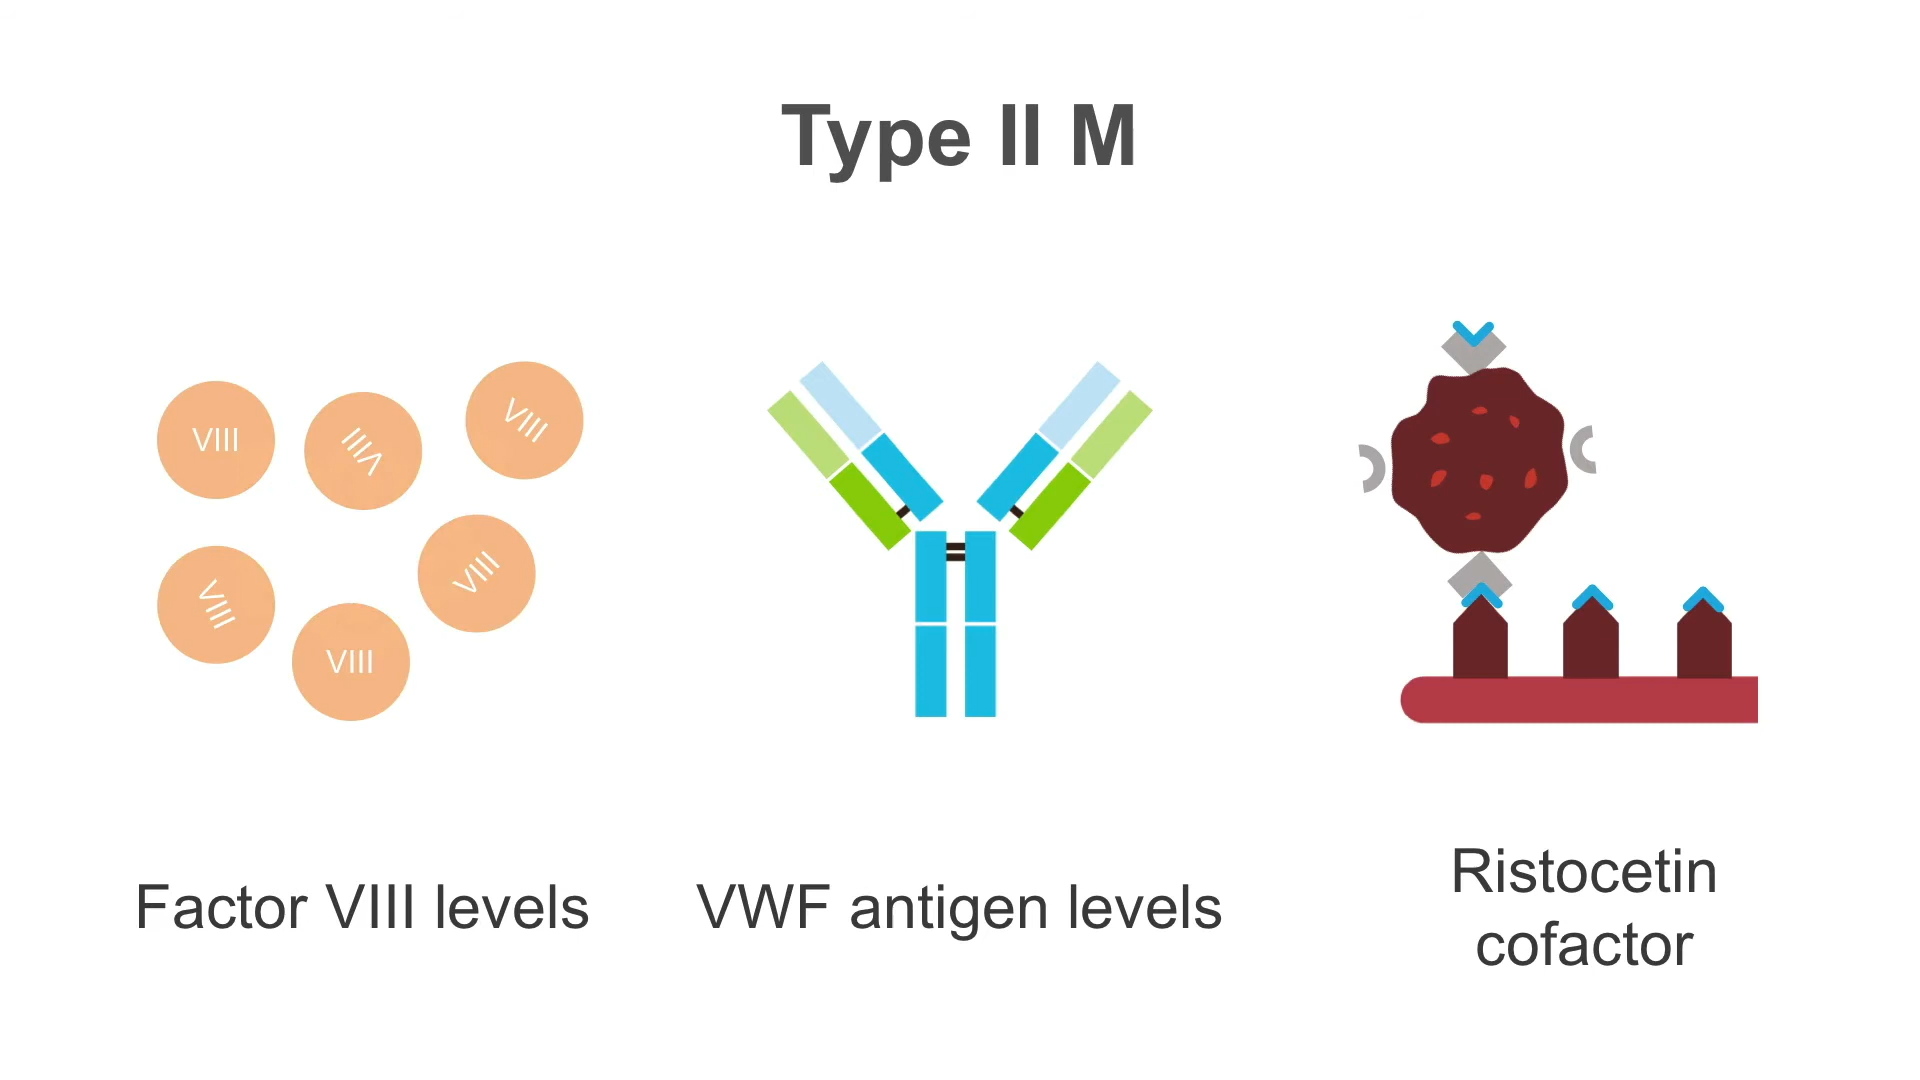 Type II M
VIII
VIII
VIII
VIII
VIII
VIII
Factor VIII levels
VWF antigen levels
Ristocetin
cofactor